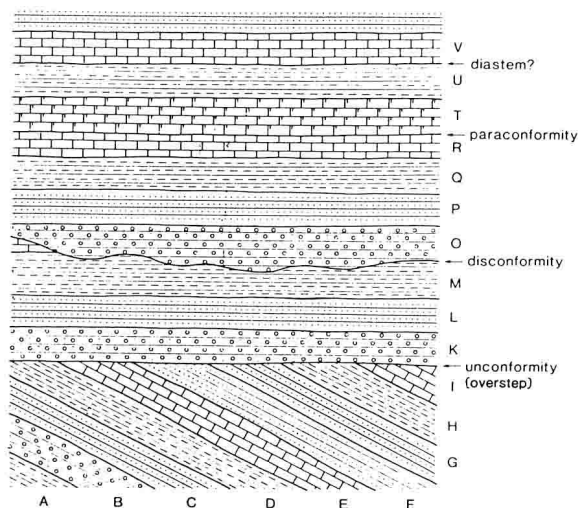 V
diastem?
U
T
paraconformity
R
Q
P
O
disconformity
M
L
K
unconformity
I
(overstep)
H
G
A B C D E F